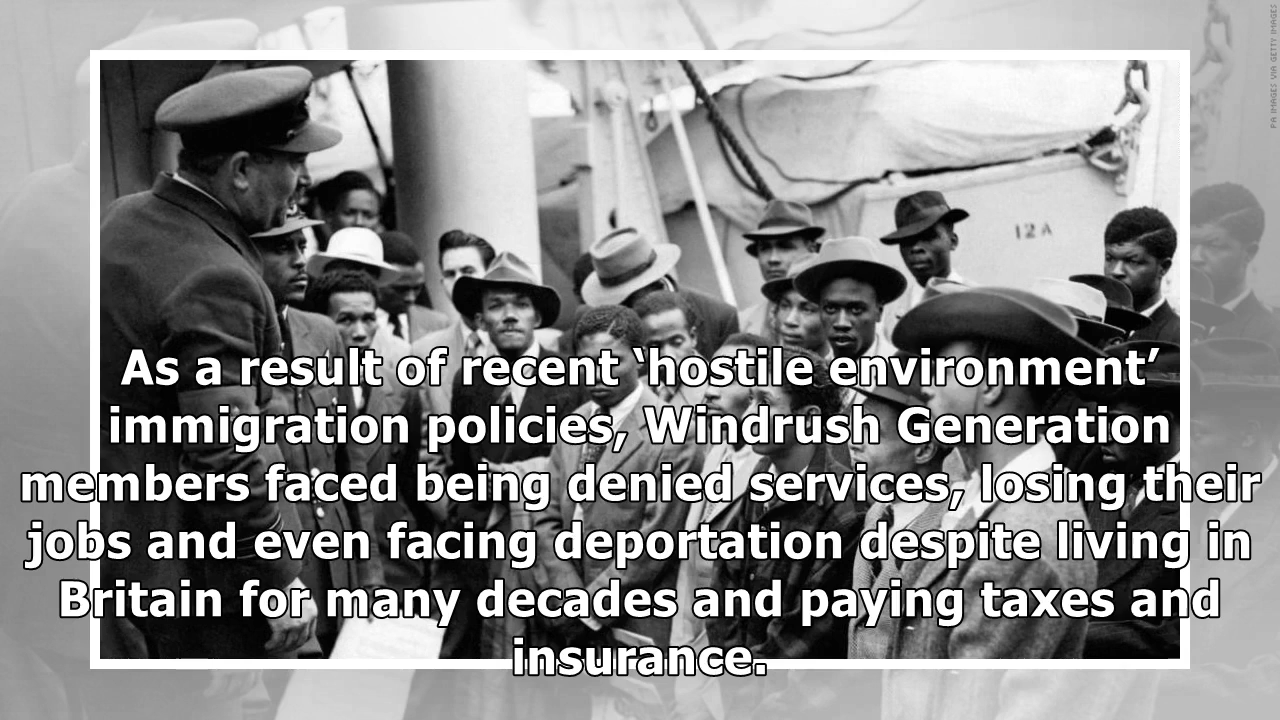 PA IMAGES VIA GETTY IMAGES
12A
As a result of recent ‘hostile environment’
immigration policies, Windrush Generation
members faced being denied services, losing their
jobs and even facing deportation despite living in
Britain for many decades and paying taxes and
insurance.